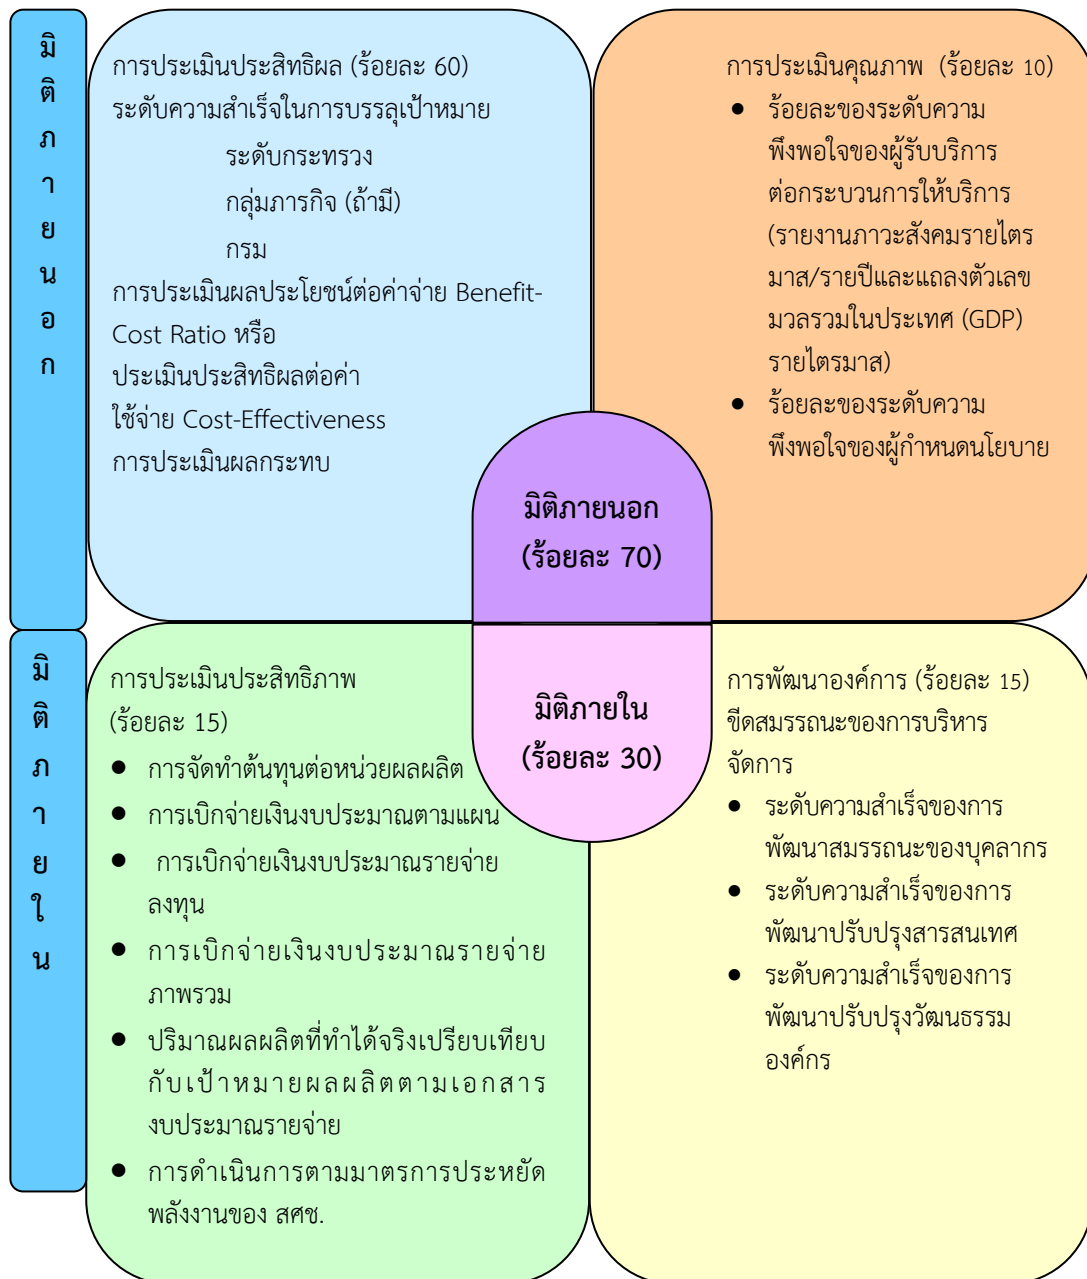 มิติภายนอก
การประเมินประสิทธิผล (ร้อยละ 60)
ระดับความสำเร็จในการบรรลุเป้าหมาย
ระดับกระทรวง
กลุ่มภารกิจ (ถ้ามี)
กรม
การประเมินผลประโยชน์ต่อค่าจ่าย Benefit-
Cost Ratio หรือ
ประเมินประสิทธิผลต่อค่า
ใช้จ่าย Cost-Effectiveness
การประเมินผลกระทบ
การประเมินคุณภาพ (ร้อยละ 10)
● ร้อยละของระดับความ
พึงพอใจของผู้รับบริการ
ต่อกระบวนการให้บริการ
(รายงานภาวะสังคมรายไตร
มาส/รายปีและแถลงตัวเลข
มวลรวมในประเทศ (GDP)
รายไตรมาส)
● ร้อยละของระดับความ
พึงพอใจของผู้กำหนดนโยบาย
มิติภายนอก
(ร้อยละ 70)
มิติภายใน
(ร้อยละ 30)
มิติภายใน
การประเมินประสิทธิภาพ
(ร้อยละ 15)
● การจัดทำต้นทุนต่อหน่วยผลผลิต
● การเบิกจ่ายเงินงบประมาณตามแผน
● การเบิกจ่ายเงินงบประมาณรายจ่าย
ลงทุน
● การเบิกจ่ายเงินงบประมาณรายจ่าย
ภาพรวม
● ปริมาณผลผลิตที่ทำได้จริงเปรียบเทียบ
กับเป้าหมายผลผลิตตามเอกสาร
งบประมาณรายจ่าย
● การดำเนินการตามมาตรการประหยัด
พลังงานของ สศช.
การพัฒนาองค์การ (ร้อยละ 15)
ขีดสมรรถนะของการบริหาร
จัดการ
● ระดับความสำเร็จของการ
พัฒนาสมรรถนะของบุคลากร
● ระดับความสำเร็จของการ
พัฒนาปรับปรุงสารสนเทศ
● ระดับความสำเร็จของการ
พัฒนาปรับปรุงวัฒนธรรม
องค์กร